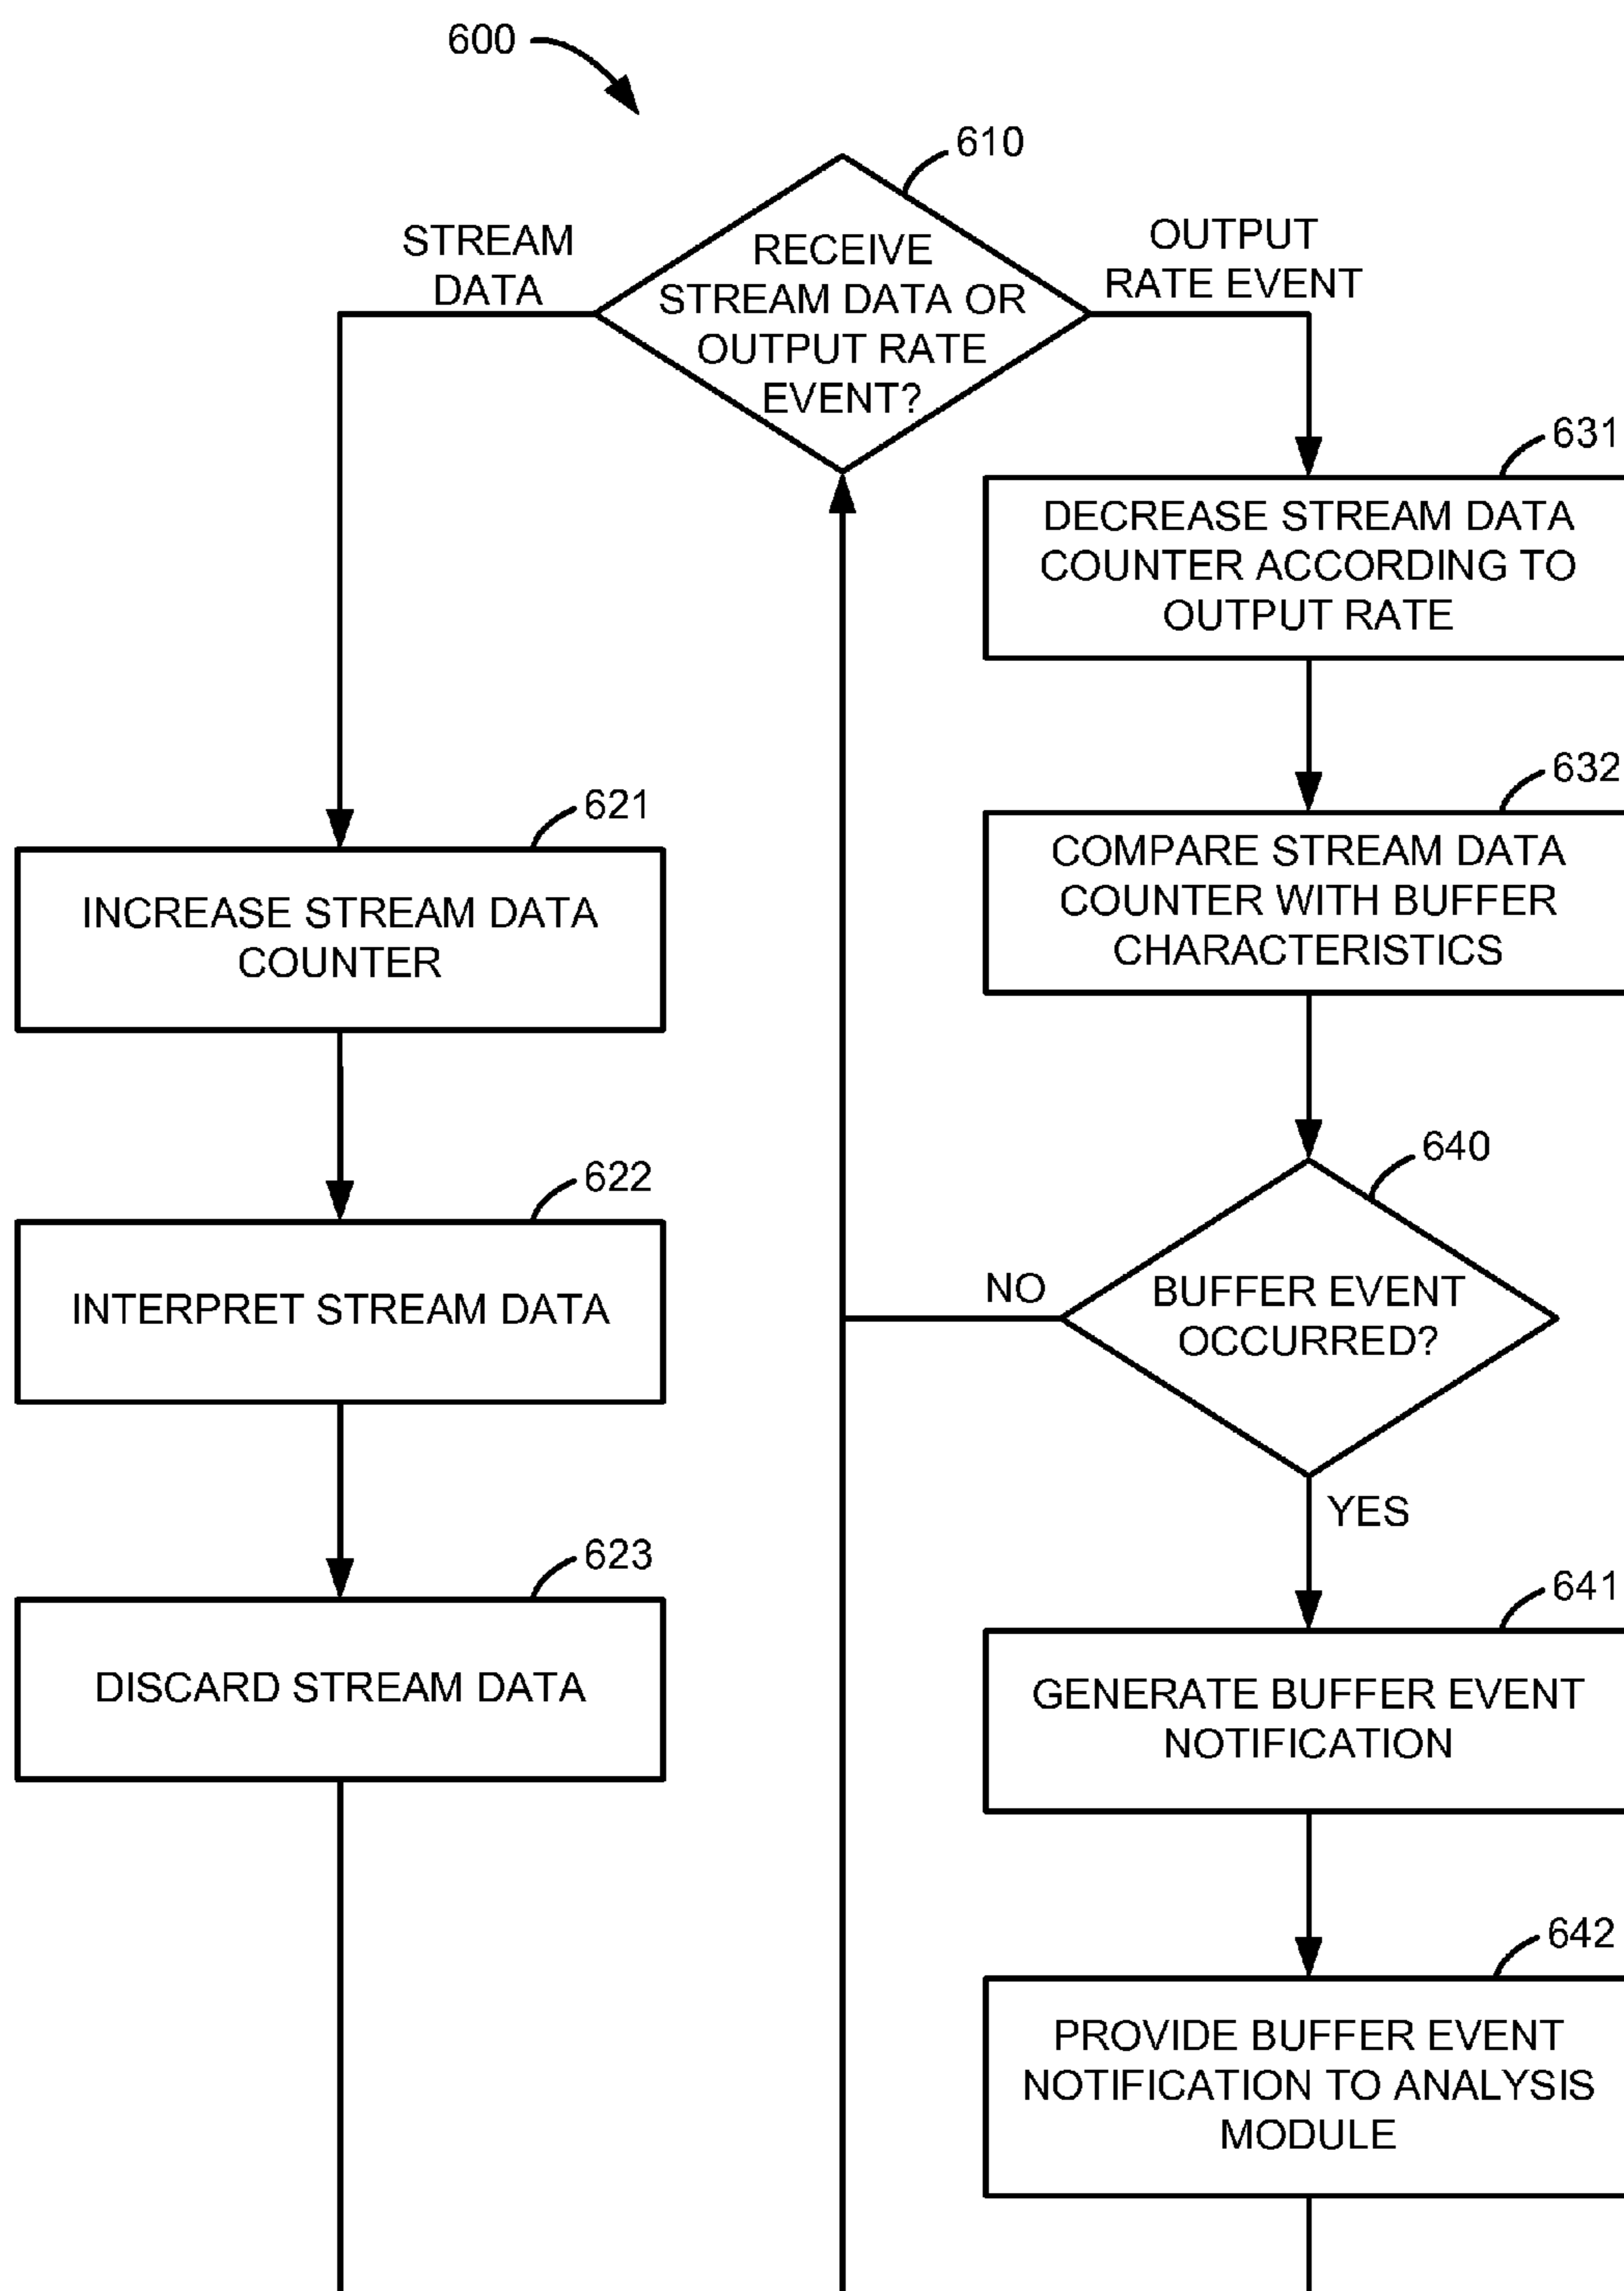 600
610
STREAM
DATA
RECEIVE
STREAM DATA OR
OUTPUT RATE
EVENT?
OUTPUT
RATE EVENT
631
DECREASE STREAM DATA
COUNTER ACCORDING TO
OUTPUT RATE
632
COMPARE STREAM DATA
COUNTER WITH BUFFER
CHARACTERISTICS
621
INCREASE STREAM DATA
COUNTER
622
INTERPRET STREAM DATA
623
DISCARD STREAM DATA
640
NO
BUFFER EVENT
OCCURRED?
YES
641
GENERATE BUFFER EVENT
NOTIFICATION
642
PROVIDE BUFFER EVENT
NOTIFICATION TO ANALYSIS
MODULE